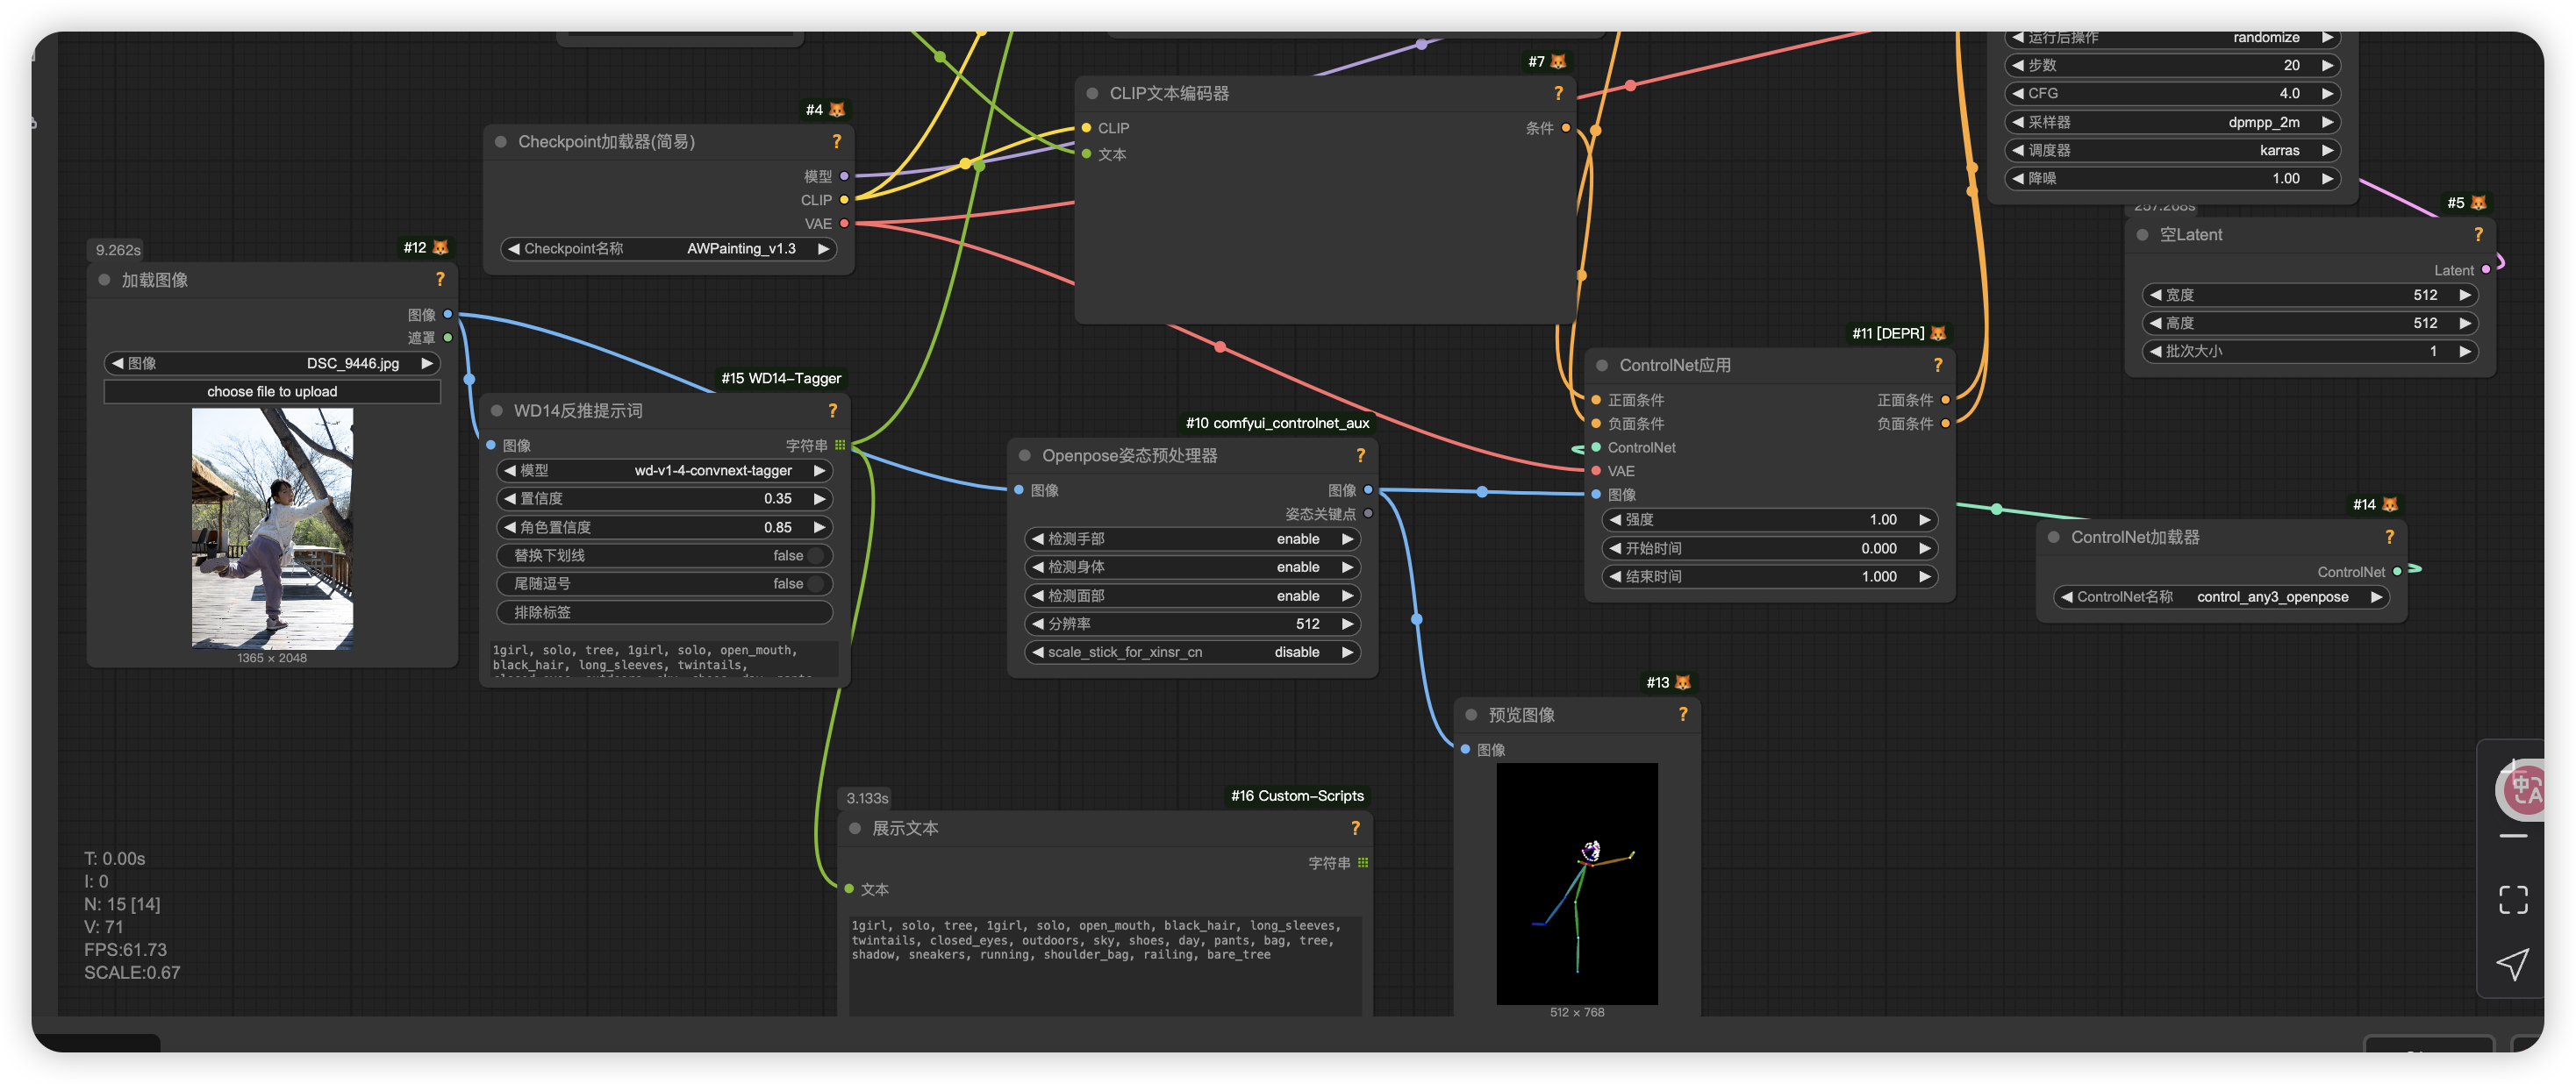 运行后操作 randomize
步数 20
CFG 4.0
采样器 dpmpp_2m
调度器 karras
降噪 1.00
#7
CLIP文本编码器 ?
CLIP 条件
文本
#4
Checkpoint加载器(简易) ?
模型
CLIP
VAE
Checkpoint名称 AWPainting_v1.3
257.268s
#5
空Latent ?
Latent
宽度 512
高度 512
批次大小 1
9.262s
#12
加载图像 ?
图像
遮罩
图像 DSC_9446.jpg
choose file to upload
1365 × 2048
#15 WD14-Tagger
WD14反推提示词 ?
图像 字符串
模型 wd-v1-4-convnext-tagger
置信度 0.35
角色置信度 0.85
替换下划线 false
尾随逗号 false
排除标签
1girl, solo, tree, 1girl, solo, open_mouth,
black_hair, long_sleeves, twintails,
closed_eyes, outdoors, sky, shoes, day, pants,
#10 comfyui_controlnet_aux
Openpose姿态预处理器 ?
图像 图像
姿态关键点
检测手部 enable
检测身体 enable
检测面部 enable
分辨率 512
scale_stick_for_xinsr_cn disable
#11 [DEPR]
ControlNet应用 ?
正面条件 正面条件
负面条件 负面条件
ControlNet
VAE
图像
强度 1.00
开始时间 0.000
结束时间 1.000
#14
ControlNet加载器 ?
ControlNet
ControlNet名称 control_any3_openpose
#13
预览图像 ?
图像
512 × 768
3.133s
#16 Custom-Scripts
展示文本 ?
字符串
文本
1girl, solo, tree, 1girl, solo, open_mouth, black_hair, long_sleeves,
twintails, closed_eyes, outdoors, sky, shoes, day, pants, bag, tree,
shadow, sneakers, running, shoulder_bag, railing, bare_tree
T: 0.00s
I: 0
N: 15 [14]
V: 71
FPS:61.73
SCALE:0.67
中A